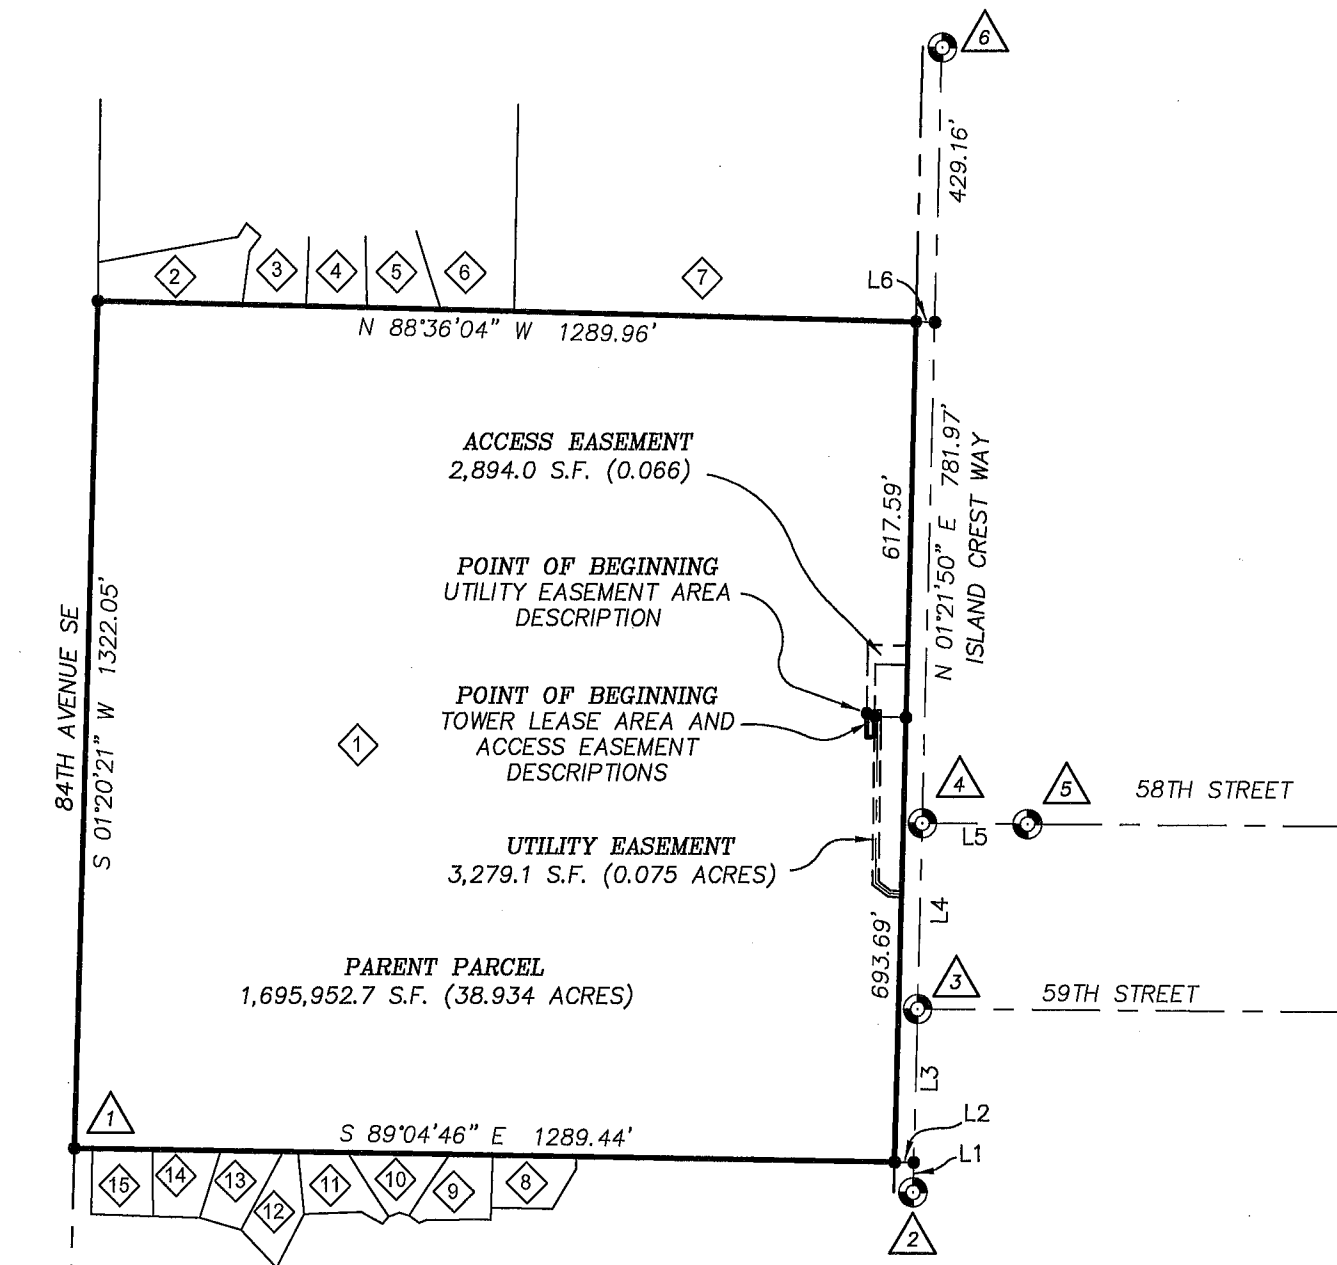 6
429.16'
2
3
4
5
6
7
L6
N 88°36'04" W 1289.96'
ACCESS EASEMENT
2,894.0 S.F. (0.066)
617.59'
N 01°21'50" E 781.97'
ISLAND CREST WAY
POINT OF BEGINNING
UTILITY EASEMENT AREA
DESCRIPTION
84TH AVENUE SE
S 01°20'21" W 1322.05'
1
POINT OF BEGINNING
TOWER LEASE AREA AND
ACCESS EASEMENT
DESCRIPTIONS
4
5
58TH STREET
L5
UTILITY EASEMENT
3,279.1 S.F. (0.075 ACRES)
L4
693.69'
PARENT PARCEL
1,695,952.7 S.F. (38.934 ACRES)
3
59TH STREET
L3
1
S 89°04'46" E 1289.44'
L2
L1
15
14
13
12
11
10
9
8
2